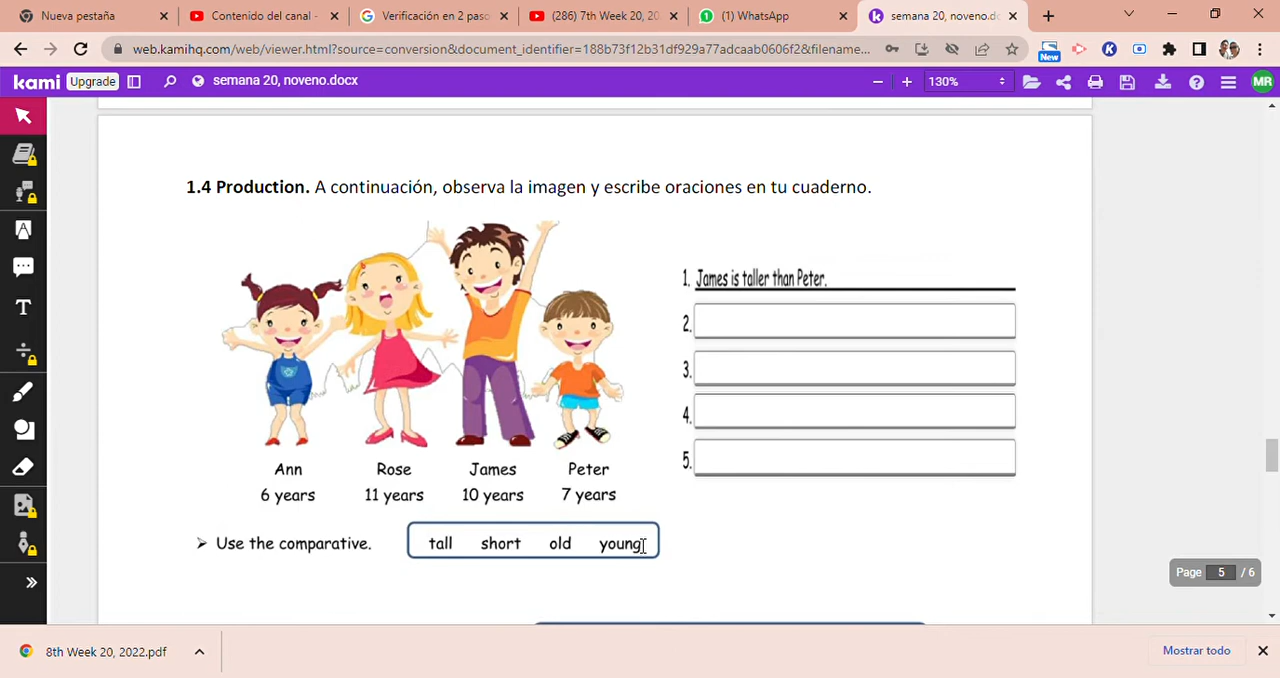 Nueva pestaña
Contenido del canal -
Verificación en 2 paso
(286) 7th Week 20, 20
(1) WhatsApp
semana 20, noveno.do
web.kamihq.com/web/viewer.html?source=conversion&document_identifier=188b73f12b31df929a77adcaab0606f2&filename...
New
kami Upgrade semana 20, noveno.docx
130%
MR
1.4 Production. A continuación, observa la imagen y escribe oraciones en tu cuaderno.
1. James is taller than Peter.
2.
3.
4.
5.
Ann Rose James Peter
6 years 11 years 10 years 7 years
Use the comparative. tall short old young
Page 5 / 6
8th Week 20, 2022.pdf
Mostrar todo